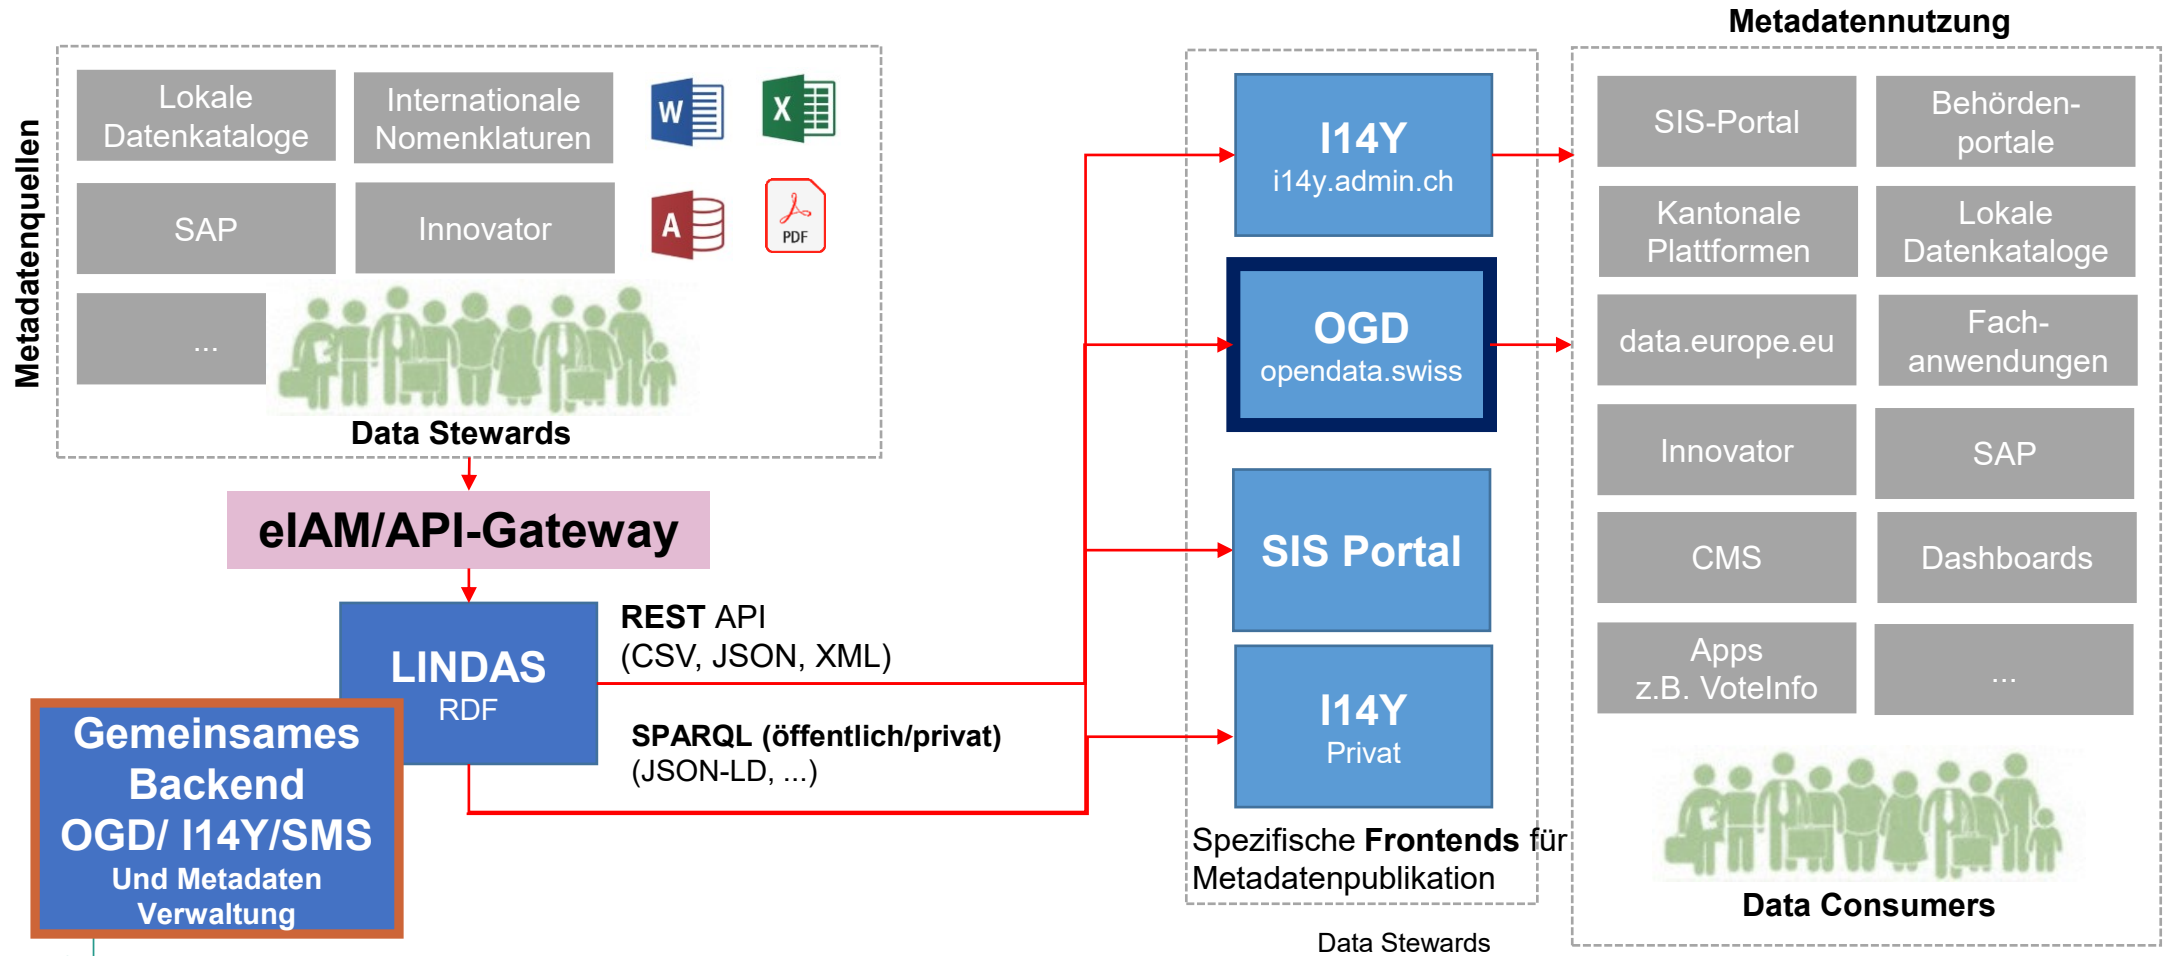 Metadatenquellen
Lokale
Datenkataloge
Internationale
Nomenklaturen
W
X
SAP
Innovator
A
PDF
...
Data Stewards
eIAM/API-Gateway
LINDAS
RDF
Gemeinsames
Backend
OGD/ I14Y/SMS
Und Metadaten
Verwaltung
REST API
(CSV, JSON, XML)
SPARQL (öffentlich/privat)
(JSON-LD, ...)
I14Y
i14y.admin.ch
OGD
opendata.swiss
SIS Portal
I14Y
Privat
Spezifische Frontends für
Metadatenpublikation
Data Stewards
Metadatennutzung
SIS-Portal
Behörden-
portale
Kantonale
Plattformen
Lokale
Datenkataloge
data.europe.eu
Fach-
anwendungen
Innovator
SAP
CMS
Dashboards
Apps
z.B. VoteInfo
...
Data Consumers